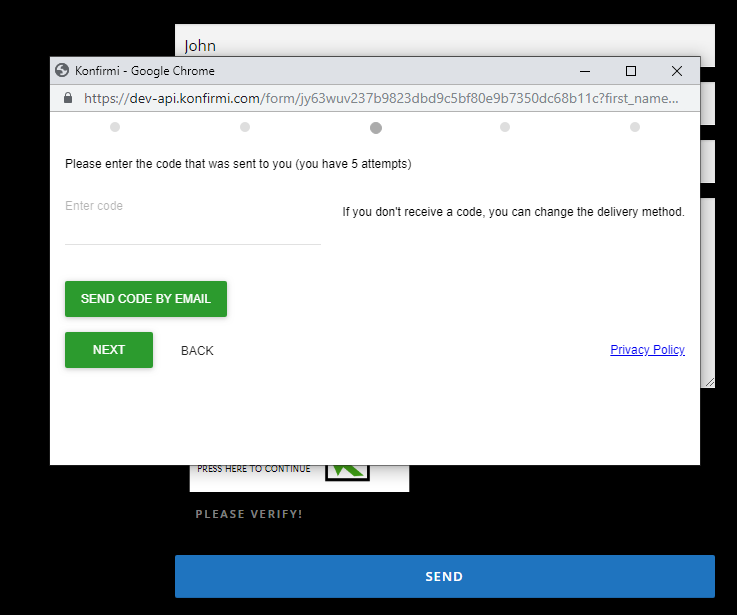 John
Konfirmi - Google Chrome
https://dev-api.konfirmi.com/form/jy63wuv237b9823dbd9c5bf80e9b7350dc68b11c?first_name...
Please enter the code that was sent to you (you have 5 attempts)
Enter code
If you don't receive a code, you can change the delivery method.
SEND CODE BY EMAIL
NEXT
BACK
Privacy Policy
PRESS HERE TO CONTINUE
PLEASE VERIFY!
SEND